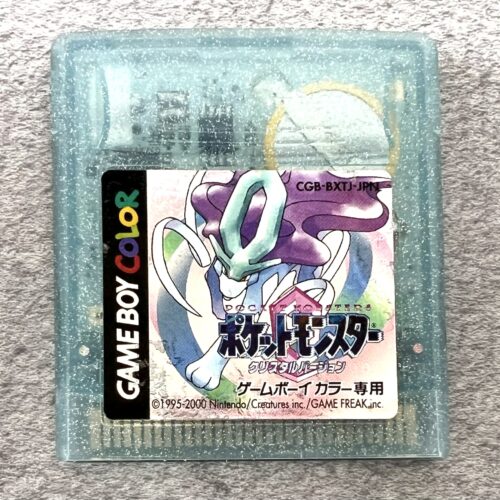 CGB-BXTJ-JPN
GAME BOY COLOR
POCKET MONSTERS
ポケットモンスター
クリスタルバージョン
ゲームボーイ カラー専用
©1995-2000 Nintendo/Creatures inc./GAME FREAK inc.